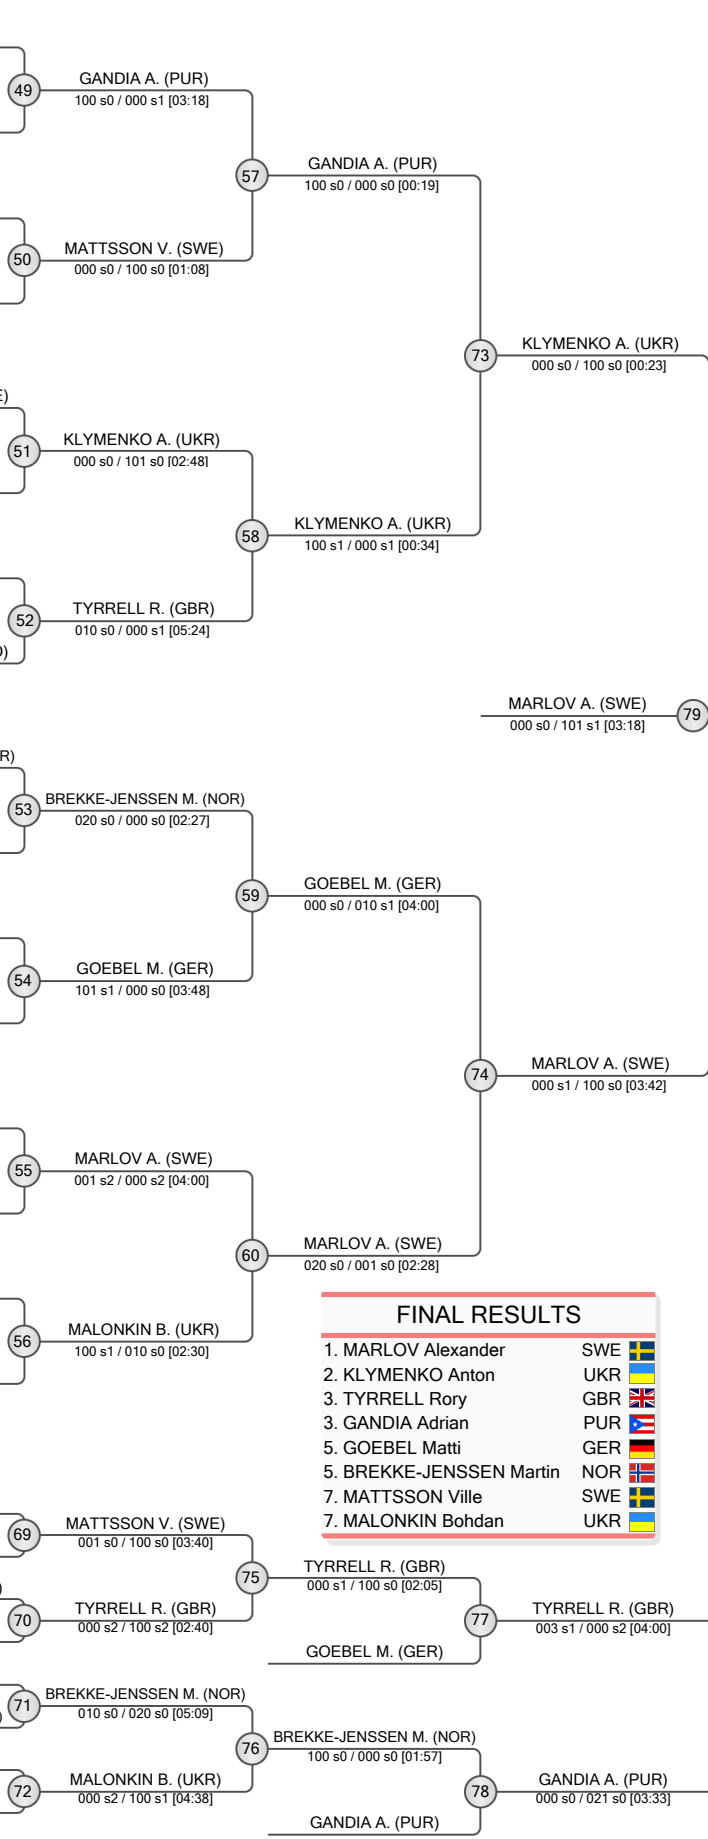 49
GANDIA A. (PUR)
100 s0 / 000 s1 [03:18]
57
GANDIA A. (PUR)
100 s0 / 000 s0 [00:19]
50
MATTSSON V. (SWE)
000 s0 / 100 s0 [01:08]
73
KLYMENKO A. (UKR)
000 s0 / 100 s0 [00:23]
51
KLYMENKO A. (UKR)
000 s0 / 101 s0 [02:48]
58
KLYMENKO A. (UKR)
100 s1 / 000 s1 [00:34]
52
TYRRELL R. (GBR)
010 s0 / 000 s1 [05:24]
MARLOV A. (SWE)
000 s0 / 101 s1 [03:18]
79
R)
53
BREKKE-JENSSEN M. (NOR)
020 s0 / 000 s0 [02:27]
59
GOEBEL M. (GER)
000 s0 / 010 s1 [04:00]
54
GOEBEL M. (GER)
101 s1 / 000 s0 [03:48]
74
MARLOV A. (SWE)
000 s1 / 100 s0 [03:42]
55
MARLOV A. (SWE)
001 s2 / 000 s2 [04:00]
60
MARLOV A. (SWE)
020 s0 / 001 s0 [02:28]
56
MALONKIN B. (UKR)
100 s1 / 010 s0 [02:30]
FINAL RESULTS
1. MARLOV Alexander SWE
2. KLYMENKO Anton UKR
3. TYRRELL Rory GBR
3. GANDIA Adrian PUR
5. GOEBEL Matti GER
5. BREKKE-JENSSEN Martin NOR
7. MATTSSON Ville SWE
7. MALONKIN Bohdan UKR
69
MATTSSON V. (SWE)
001 s0 / 100 s0 [03:40]
75
TYRRELL R. (GBR)
000 s1 / 100 s0 [02:05]
70
TYRRELL R. (GBR)
000 s2 / 100 s2 [02:40]
77
TYRRELL R. (GBR)
003 s1 / 000 s2 [04:00]
GOEBEL M. (GER)
71
BREKKE-JENSSEN M. (NOR)
010 s0 / 020 s0 [05:09]
76
BREKKE-JENSSEN M. (NOR)
100 s0 / 000 s0 [01:57]
72
MALONKIN B. (UKR)
000 s2 / 100 s1 [04:38]
78
GANDIA A. (PUR)
000 s0 / 021 s0 [03:33]
GANDIA A. (PUR)